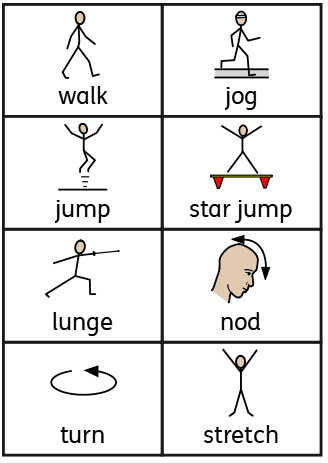 walk
jog
jump
star jump
lunge
nod
turn
stretch